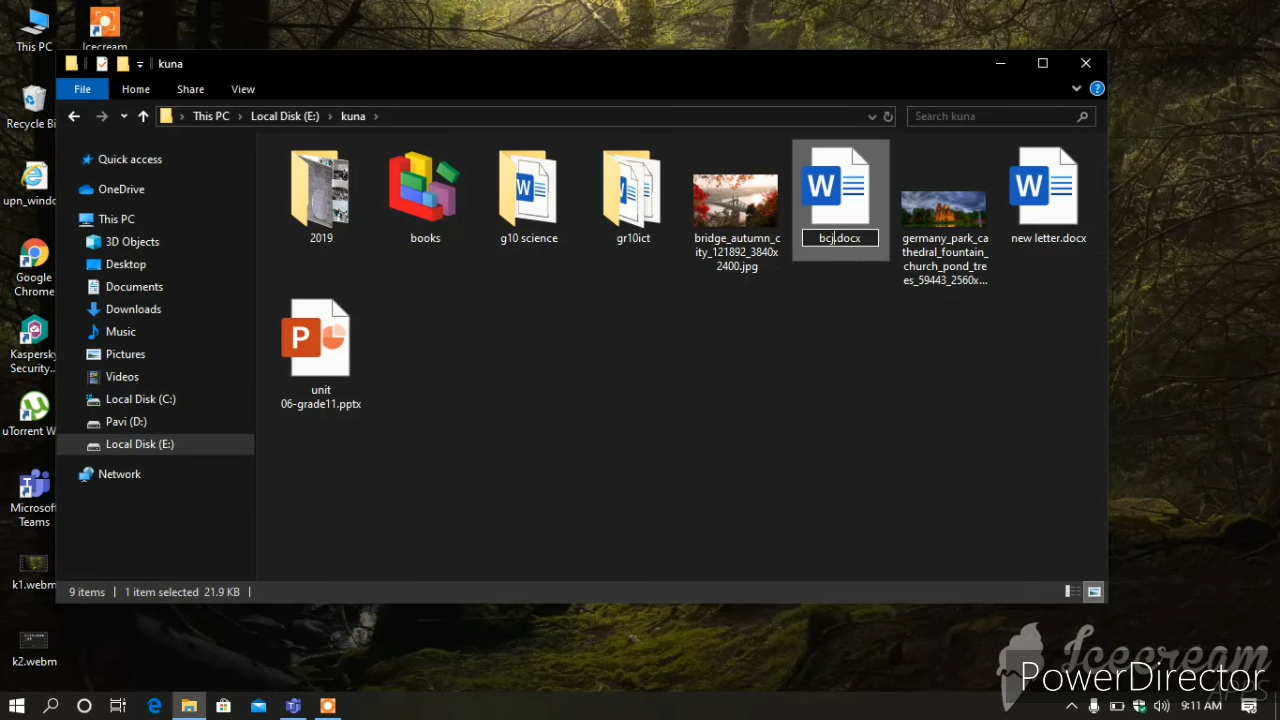 This PC
Icecream
kuna
File
Home
Share
View
This PC
Local Disk (E:)
kuna
Search kuna
Recycle Bi
Quick access
OneDrive
This PC
3D Objects
Desktop
Documents
Downloads
Music
Pictures
Videos
Local Disk (C:)
Pavi (D:)
Local Disk (E:)
Network
upn_windo
Google
Chrome
Kaspersky
Security...
uTorrent W
Microsoft
Teams
k1.webm
k2.webm
2019
books
g10 science
gr10ict
bridge_autumn_c
ity_121892_3840x
2400.jpg
bcj.docx
germany_park_ca
thedral_fountain_
church_pond_tre
es_59443_2560x...
new letter.docx
unit
06-grade11.pptx
9 items
1 item selected 21.9 KB
Icecream
APPS
PowerDirector
9:11 AM